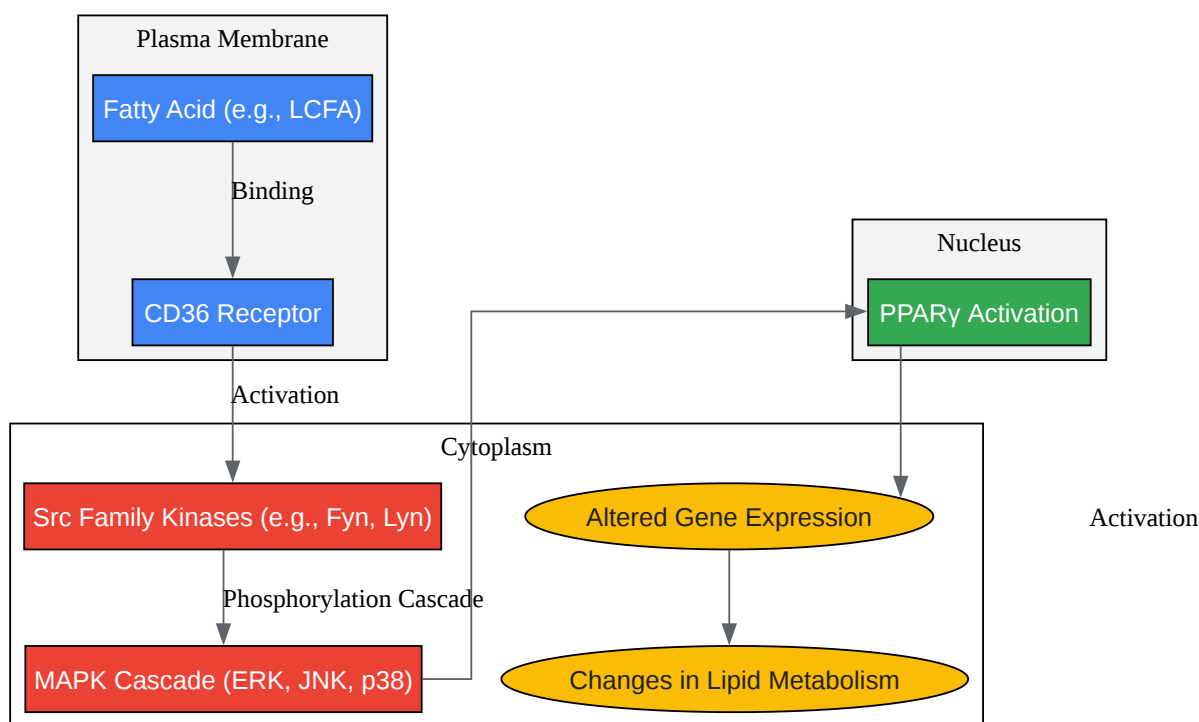 Plasma Membrane
Fatty Acid (e.g., LCFA)
Binding
CD36 Receptor
Nucleus
PPARγ Activation
Activation
Cytoplasm
Src Family Kinases (e.g., Fyn, Lyn)
Altered Gene Expression
Activation
Phosphorylation Cascade
MAPK Cascade (ERK, JNK, p38)
Changes in Lipid Metabolism